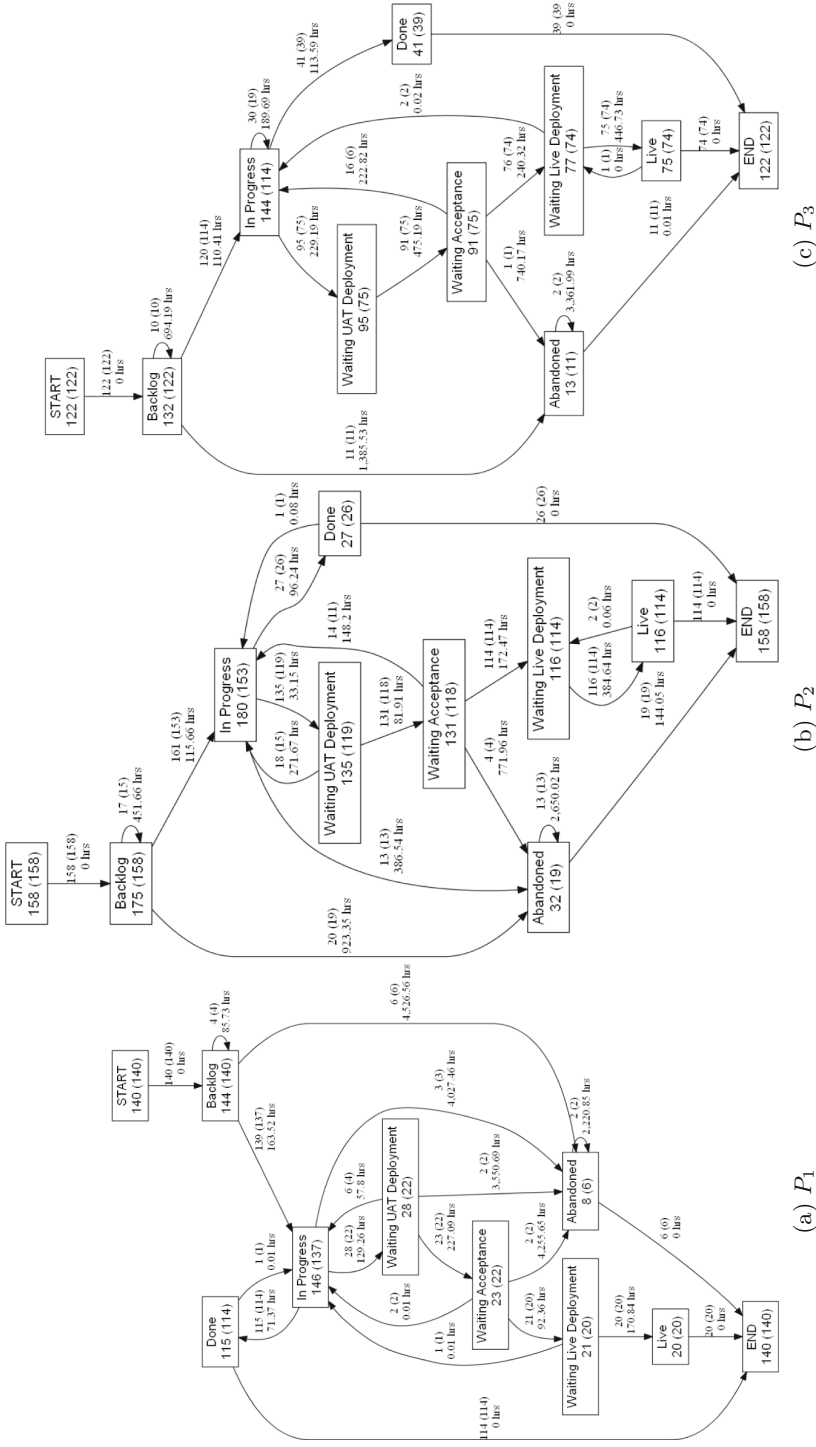 START
140 (140)
140 (140)
0 hrs
Backlog
144 (140)
4 (4)
85.73 hrs
139 (137)
163.52 hrs
6 (6)
4,526.56 hrs
Done
115 (114)
1 (1)
0.01 hrs
115 (114)
71.37 hrs
In Progress
146 (137)
3 (3)
4,027.46 hrs
6 (4)
57.8 hrs
28 (22)
129.26 hrs
Waiting UAT Deployment
28 (22)
2 (2)
3,550.69 hrs
23 (22)
227.09 hrs
2 (2)
0.01 hrs
Waiting Acceptance
23 (22)
2 (2)
4,255.65 hrs
1 (1)
0.01 hrs
21 (20)
92.36 hrs
Abandoned
8 (6)
2 (2)
2,220.85 hrs
Waiting Live Deployment
21 (20)
20 (20)
170.84 hrs
Live
20 (20)
20 (20)
0 hrs
6 (6)
0 hrs
114 (114)
0 hrs
END
140 (140)
(a) P1
START
158 (158)
158 (158)
0 hrs
Backlog
175 (158)
17 (15)
451.66 hrs
161 (153)
115.66 hrs
20 (19)
923.35 hrs
In Progress
180 (153)
1 (1)
0.08 hrs
27 (26)
96.24 hrs
Done
27 (26)
18 (15)
271.67 hrs
135 (119)
33.15 hrs
14 (11)
148.2 hrs
Waiting UAT Deployment
135 (119)
131 (118)
81.91 hrs
Waiting Acceptance
131 (118)
13 (13)
386.54 hrs
4 (4)
771.96 hrs
114 (114)
172.47 hrs
Abandoned
32 (19)
13 (13)
2,650.02 hrs
Waiting Live Deployment
116 (114)
116 (114)
384.64 hrs
2 (2)
0.06 hrs
Live
116 (114)
114 (114)
0 hrs
19 (19)
144.05 hrs
26 (26)
0 hrs
END
158 (158)
(b) P2
START
122 (122)
122 (122)
0 hrs
Backlog
132 (122)
10 (10)
694.19 hrs
120 (114)
110.41 hrs
11 (11)
1,385.53 hrs
In Progress
144 (114)
30 (19)
189.69 hrs
41 (39)
113.59 hrs
Done
41 (39)
95 (75)
229.19 hrs
16 (6)
222.82 hrs
2 (2)
0.02 hrs
Waiting UAT Deployment
95 (75)
91 (75)
475.19 hrs
Waiting Acceptance
91 (75)
1 (1)
740.17 hrs
76 (74)
240.32 hrs
Abandoned
13 (11)
2 (2)
3,361.99 hrs
Waiting Live Deployment
77 (74)
1 (1)
0 hrs
75 (74)
446.73 hrs
Live
75 (74)
74 (74)
0 hrs
11 (11)
0.01 hrs
39 (39)
0 hrs
END
122 (122)
(c) P3